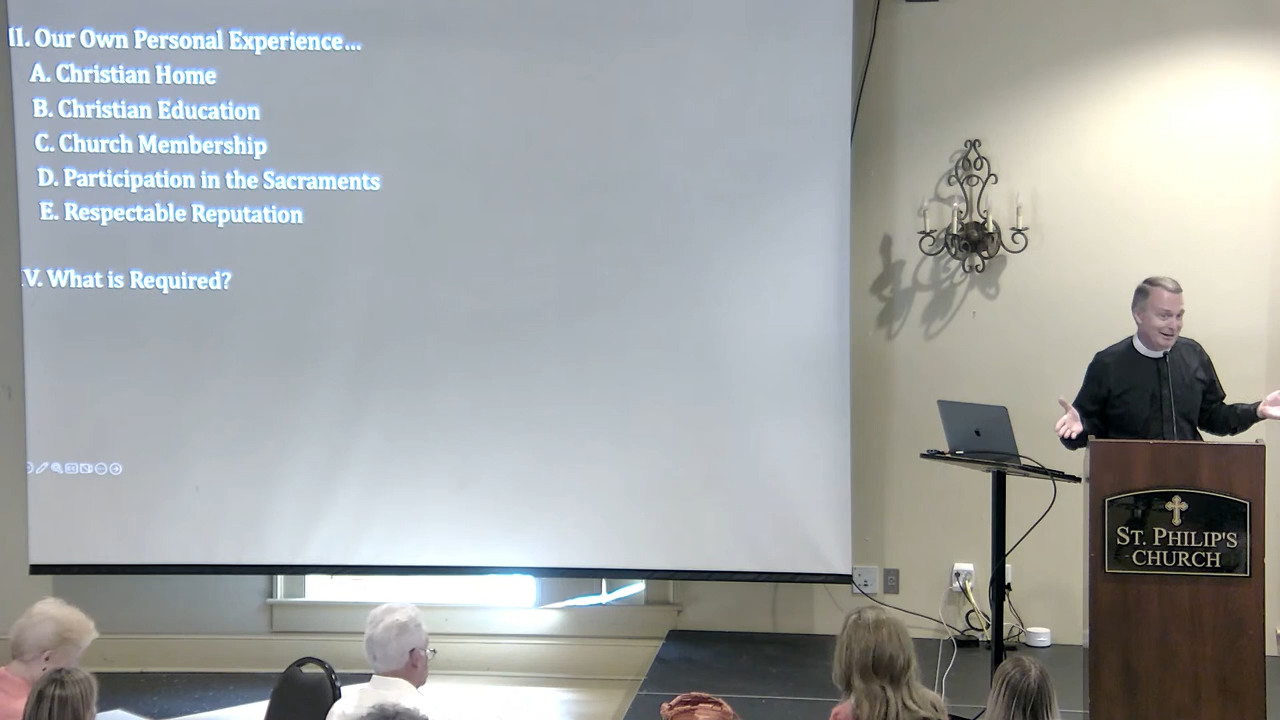 II. Our Own Personal Experience...
A. Christian Home
B. Christian Education
C. Church Membership
D. Participation in the Sacraments
E. Respectable Reputation
V. What is Required?
ST. PHILIP'S
CHURCH